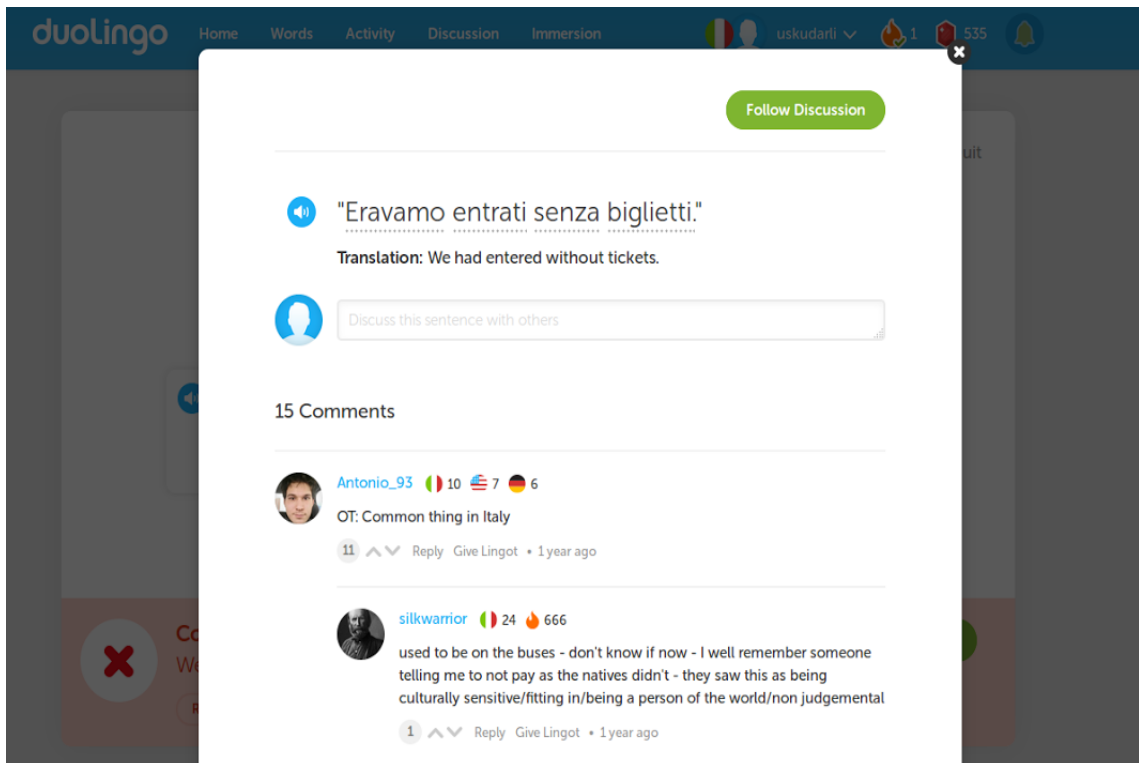 duolingo Home Words Activity Discussion Immersion uskudarli 1 535
Follow Discussion
uit
"Eravamo entrati senza biglietti."
Translation: We had entered without tickets.
Discuss this sentence with others
15 Comments
Antonio_93 10 7 6
OT: Common thing in Italy
11 Reply Give Lingot • 1 year ago
silkwarrior 24 666
used to be on the buses - don't know if now - I well remember someone
telling me to not pay as the natives didn't - they saw this as being
culturally sensitive/fitting in/being a person of the world/non judgemental
1 Reply Give Lingot • 1 year ago
Co
Wo
R